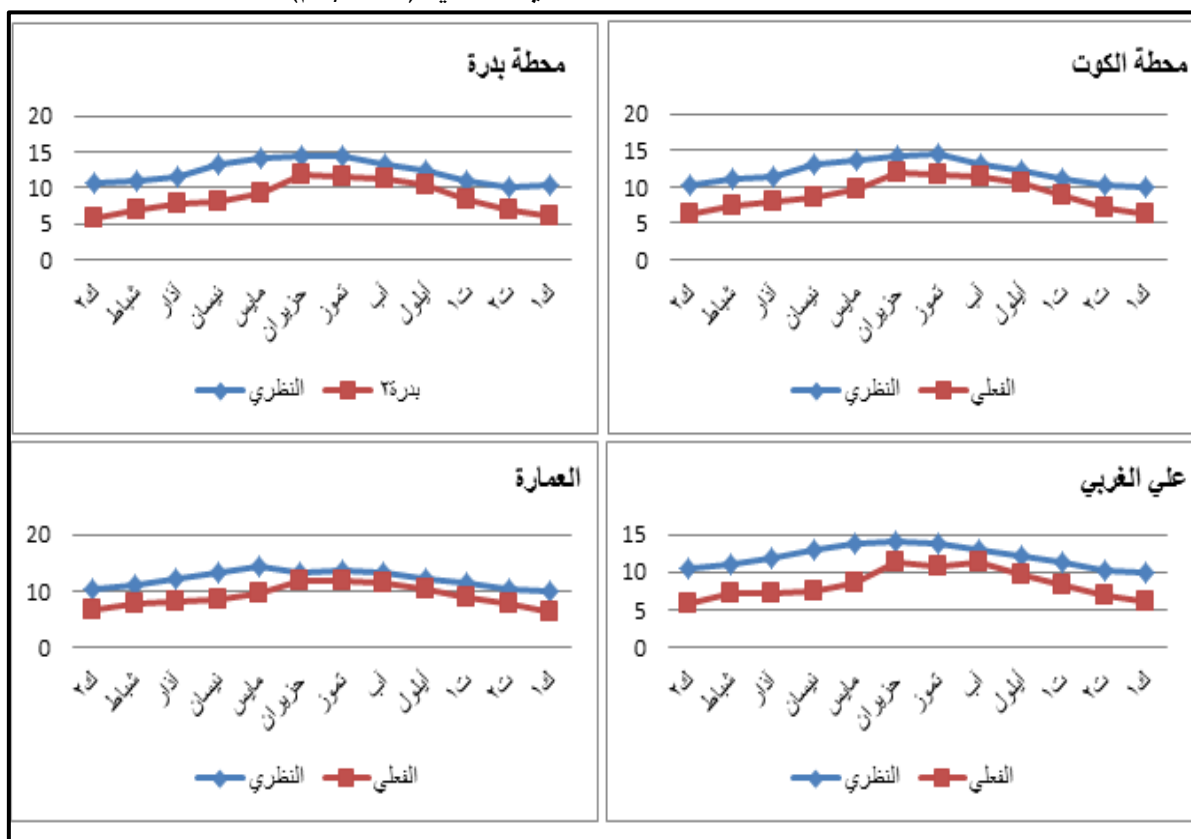 محطة الكوت
20
15
10
5
0
ك٢ شباط آذار نيسان مايس حزيران تموز آب أيلول ت١ ت٢ ك١
النظري الفعلي
محطة بدرة
20
15
10
5
0
ك٢ شباط آذار نيسان مايس حزيران تموز آب أيلول ت١ ت٢ ك١
النظري بدرة٢
علي الغربي
15
10
5
0
ك٢ شباط آذار نيسان مايس حزيران تموز آب أيلول ت١ ت٢ ك١
النظري الفعلي
العمارة
20
10
0
ك٢ شباط آذار نيسان مايس حزيران تموز آب أيلول ت١ ت٢ ك١
النظري الفعلي